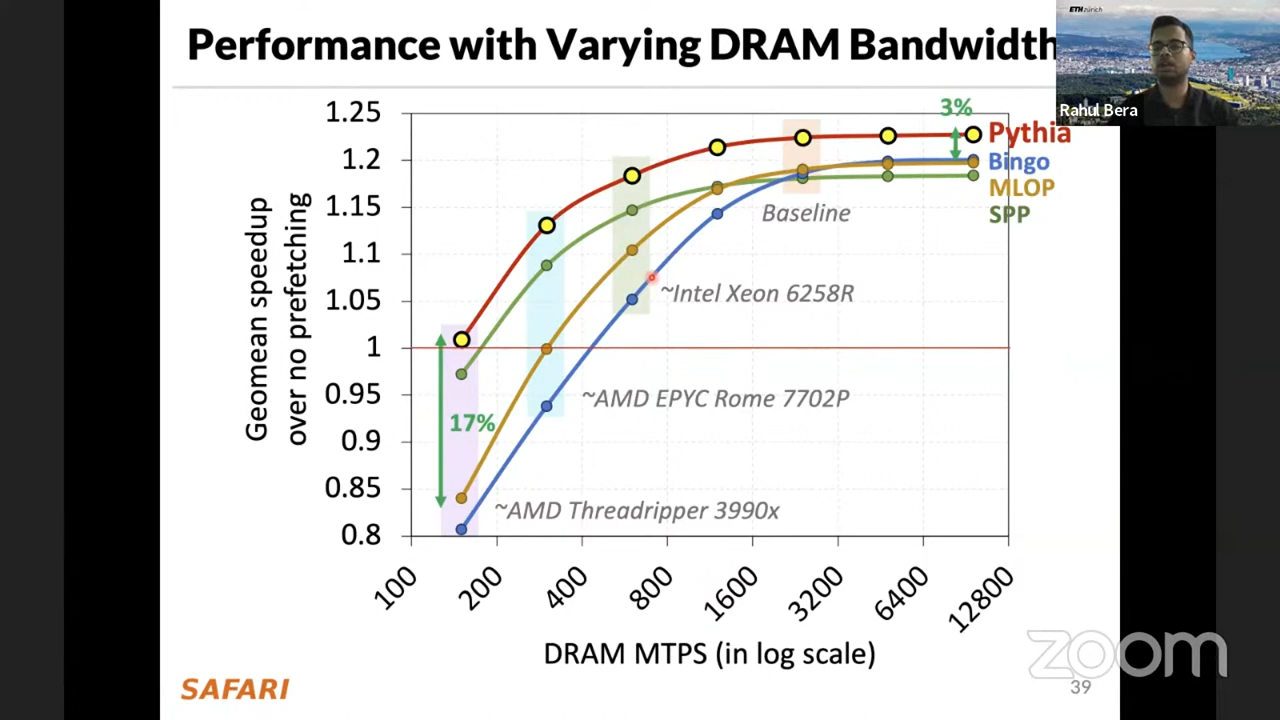 Performance with Varying DRAM Bandwidth
ETH zürich
Rahul Bera
1.25
1.2
1.15
1.1
1.05
1
0.95
0.9
0.85
0.8
Geomean speedup
over no prefetching
3%
Pythia
Bingo
MLOP
SPP
Baseline
~Intel Xeon 6258R
~AMD EPYC Rome 7702P
17%
~AMD Threadripper 3990x
100
200
400
800
1600
3200
6400
12800
DRAM MTPS (in log scale)
zoom
SAFARI
39